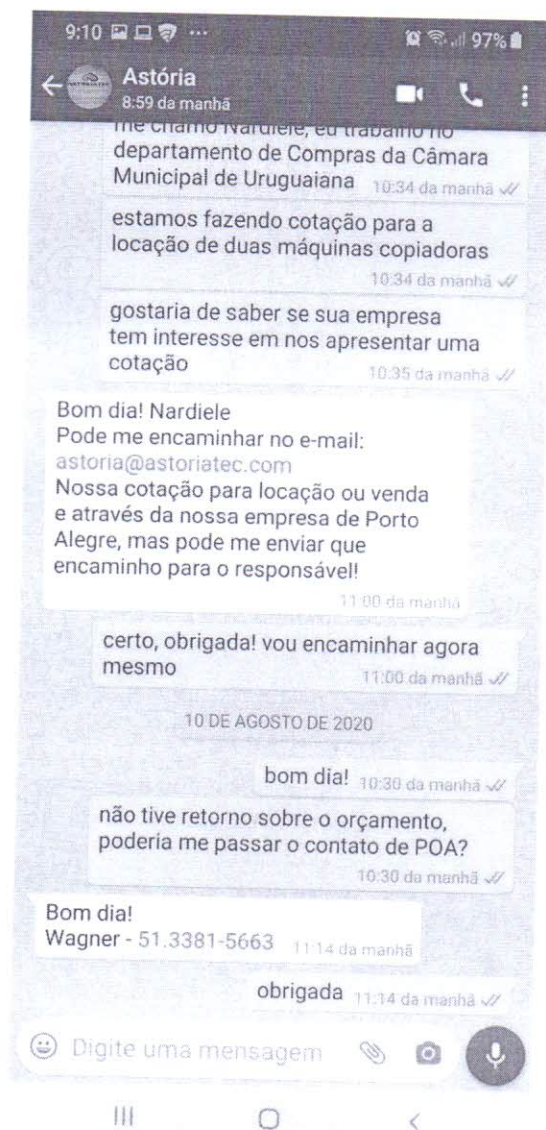 9:10 ... 97%
Astória
8:59 da manhã
me chamo Nardiele, eu trabalho no
departamento de Compras da Câmara
Municipal de Uruguaiana 10:34 da manhã
estamos fazendo cotação para a
locação de duas máquinas copiadoras
10:34 da manhã
gostaria de saber se sua empresa
tem interesse em nos apresentar uma
cotação 10:35 da manhã
Bom dia! Nardiele
Pode me encaminhar no e-mail:
astoria@astoriatec.com
Nossa cotação para locação ou venda
e através da nossa empresa de Porto
Alegre, mas pode me enviar que
encaminho para o responsável!
11:00 da manhã
certo, obrigada! vou encaminhar agora
mesmo 11:00 da manhã
10 DE AGOSTO DE 2020
bom dia! 10:30 da manhã
não tive retorno sobre o orçamento,
poderia me passar o contato de POA?
10:30 da manhã
Bom dia!
Wagner - 51.3381-5663 11:14 da manhã
obrigada 11:14 da manhã
Digite uma mensagem